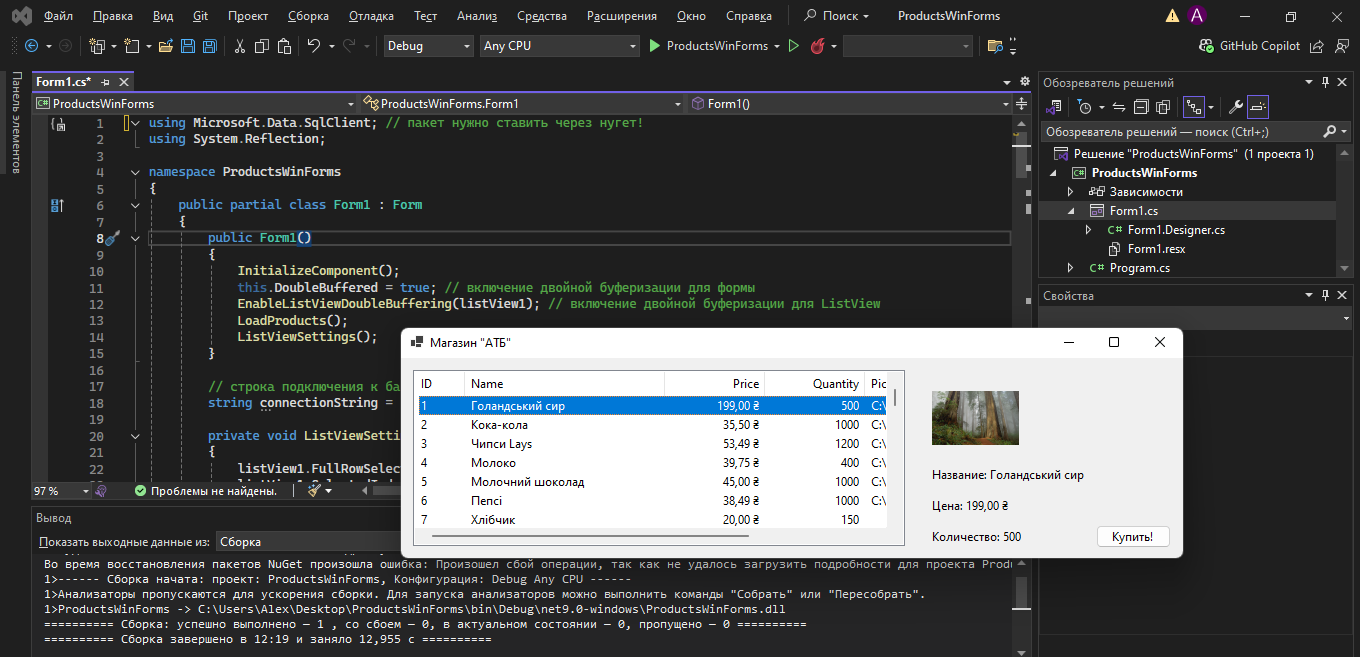 Файл Правка Вид Git Проект Сборка Отладка Тест Анализ Средства Расширения Окно Справка Поиск ProductsWinForms A
Debug Any CPU ProductsWinForms GitHub Copilot
Панель элементов
Form1.cs*
ProductsWinForms ProductsWinForms.Form1 Form1()
1 using Microsoft.Data.SqlClient; // пакет нужно ставить через нугет!
2 using System.Reflection;
3
4 namespace ProductsWinForms
5 {
6 public partial class Form1 : Form
7 {
8 public Form1()
9 {
10 InitializeComponent();
11 this.DoubleBuffered = true; // включение двойной буферизации для формы
12 EnableListViewDoubleBuffering(listView1); // включение двойной буферизации для ListView
13 LoadProducts();
14 ListViewSettings();
15 }
16
17 // строка подключения к ба
18 string connectionString =
19
20 private void ListViewSetti
21 {
22 listView1.FullRowSelec
97 % Проблемы не найдены.
Обозреватель решений
Обозреватель решений — поиск (Ctrl+;)
Решение "ProductsWinForms" (1 проекта 1)
ProductsWinForms
Зависимости
Form1.cs
Form1.Designer.cs
Form1.resx
Program.cs
Свойства
Магазин "АТБ"
ID Name Price Quantity Pic
1 Голандський сир 199,00 ₴ 500 C:\
2 Кока-кола 35,50 ₴ 1000 C:\
3 Чипси Lays 53,49 ₴ 1200 C:\
4 Молоко 39,75 ₴ 400 C:\
5 Молочний шоколад 45,00 ₴ 1000 C:\
6 Пепсі 38,49 ₴ 1000 C:\
7 Хлібчик 20,00 ₴ 150
Название: Голандський сир
Цена: 199,00 ₴
Количество: 500
Купить!
Вывод
Показать выходные данные из: Сборка
Во время восстановления пакетов NuGet произошла ошибка: Произошел сбой операции, так как не удалось загрузить подробности для проекта Prod
1>------ Сборка начата: проект: ProductsWinForms, Конфигурация: Debug Any CPU ------
1>Анализаторы пропускаются для ускорения сборки. Для запуска анализаторов можно выполнить команды "Собрать" или "Пересобрать".
1>ProductsWinForms -> C:\Users\Alex\Desktop\ProductsWinForms\bin\Debug\net9.0-windows\ProductsWinForms.dll
========== Сборка: успешно выполнено — 1 , со сбоем — 0, в актуальном состоянии — 0, пропущено — 0 ==========
========== Сборка завершено в 12:19 и заняло 12,955 с ==========